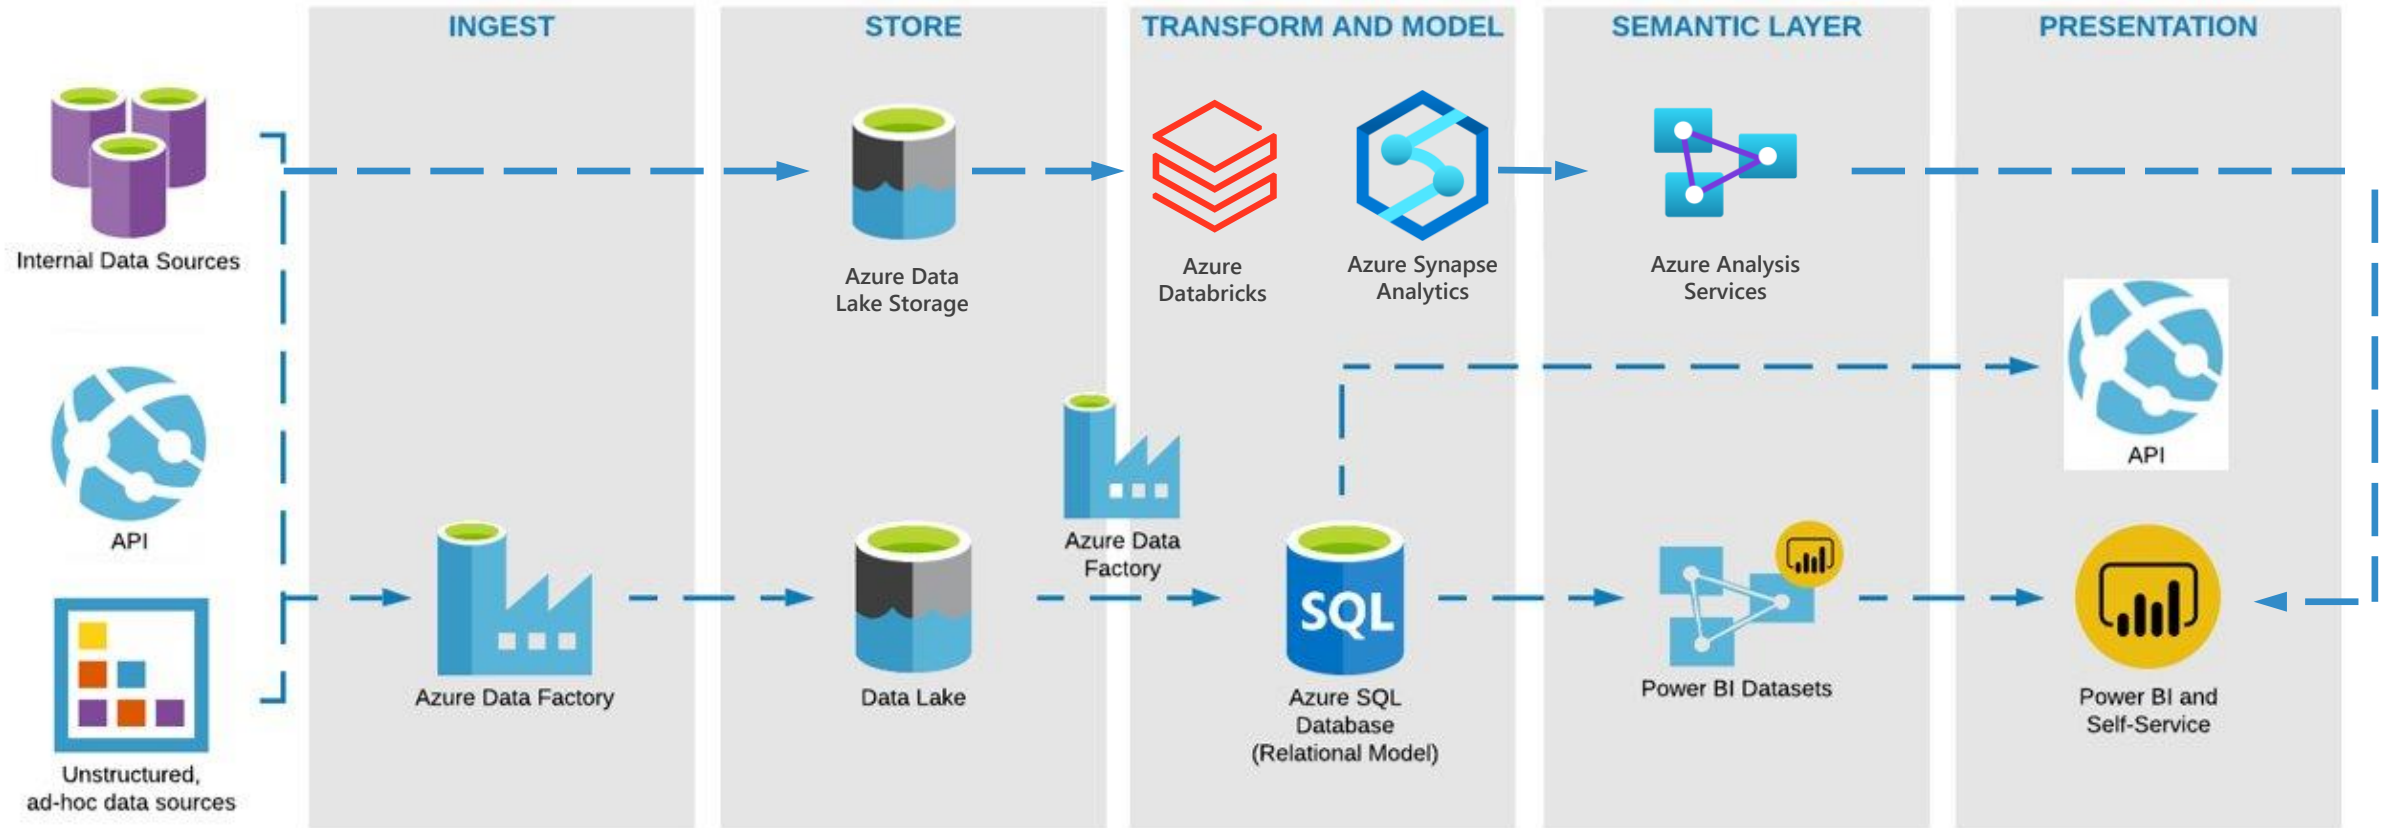 INGEST
STORE
TRANSFORM AND MODEL
SEMANTIC LAYER
PRESENTATION
Internal Data Sources
Azure Data
Lake Storage
Azure
Databricks
Azure Synapse
Analytics
Azure Analysis
Services
API
API
Azure Data
Factory
SQL
Unstructured,
ad-hoc data sources
Azure Data Factory
Data Lake
Azure SQL
Database
(Relational Model)
Power BI Datasets
Power BI and
Self-Service